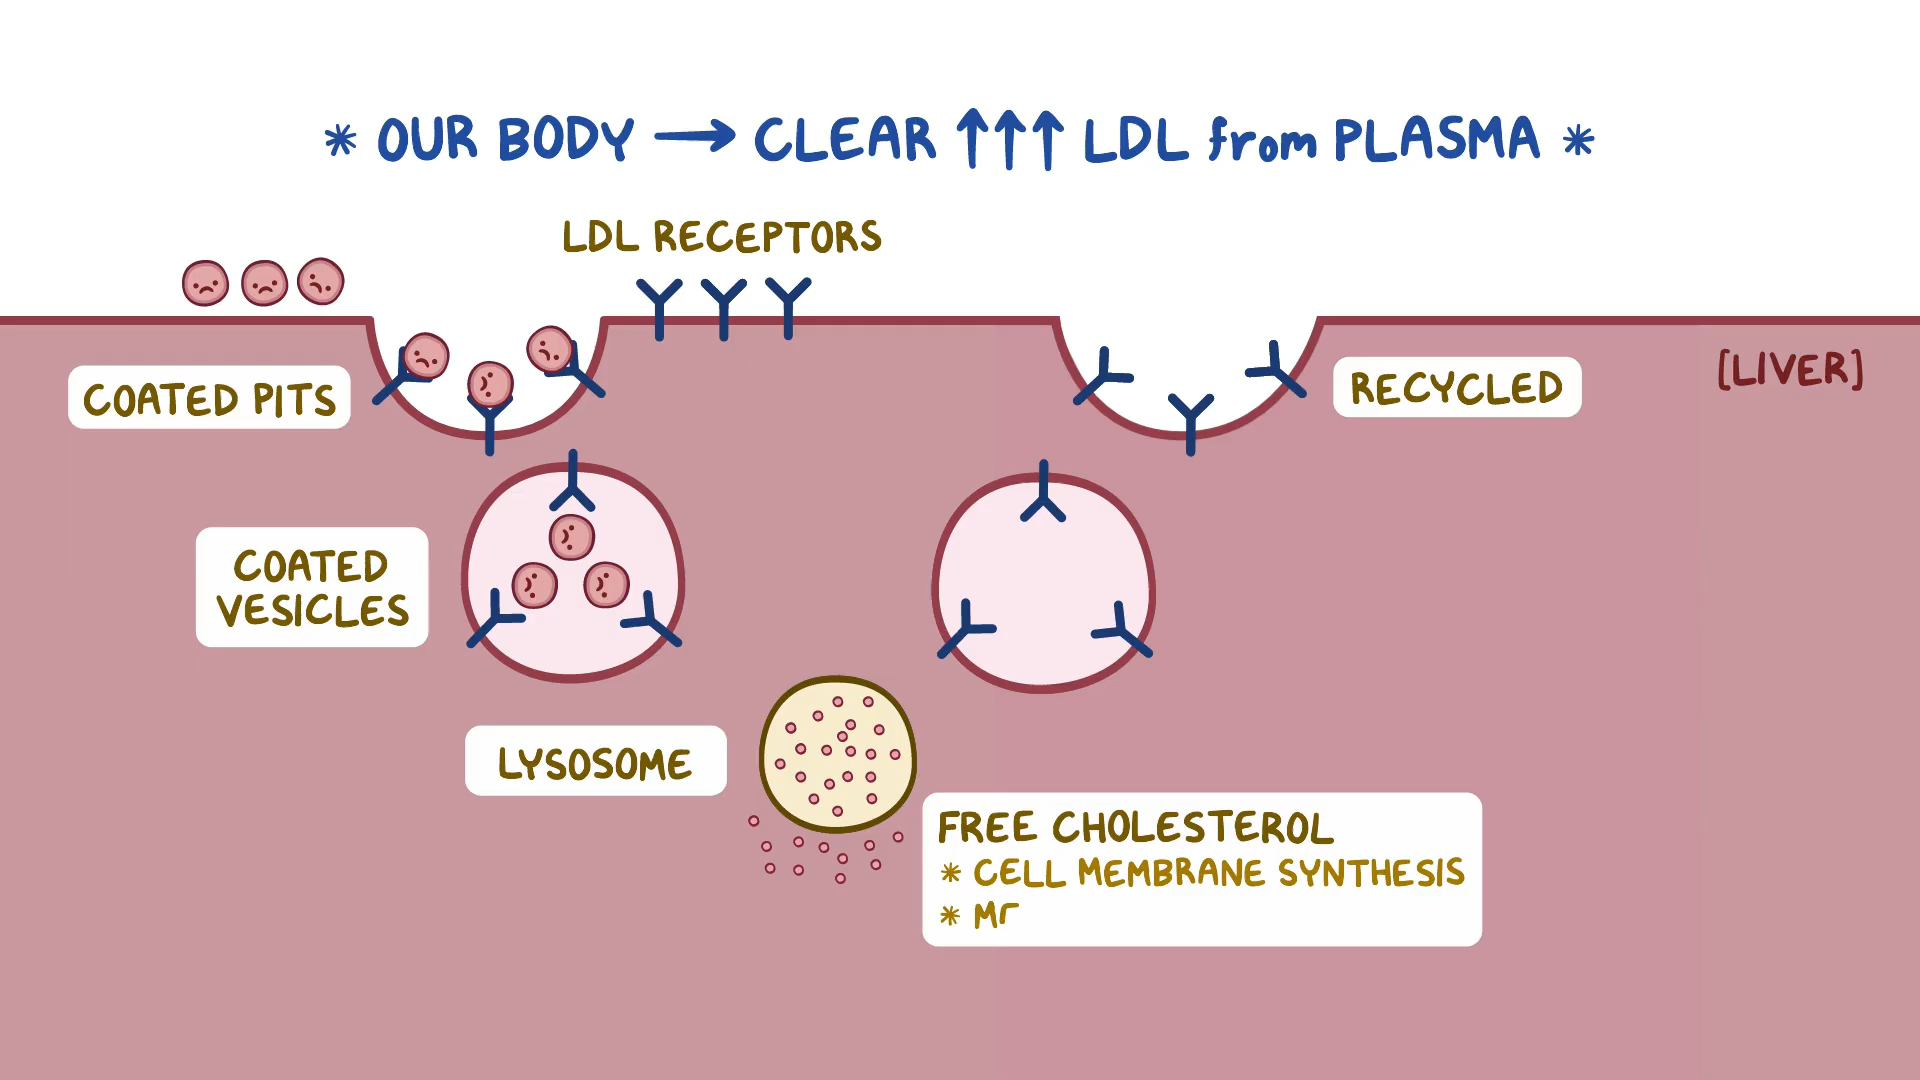 * OUR BODY → CLEAR ↑↑↑ LDL from PLASMA *
LDL RECEPTORS
COATED PITS
RECYCLED
[LIVER]
COATED
VESICLES
LYSOSOME
FREE CHOLESTEROL
* CELL MEMBRANE SYNTHESIS
*